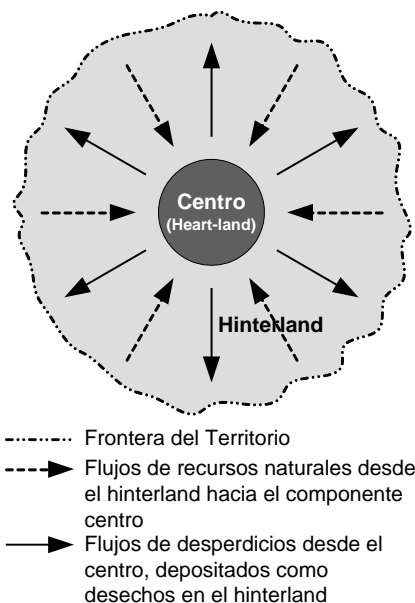 Centro
(Heart-land)
Hinterland
Frontera del Territorio
Flujos de recursos naturales desde
el hinterland hacia el componente
centro
Flujos de desperdicios desde el
centro, depositados como
desechos en el hinterland